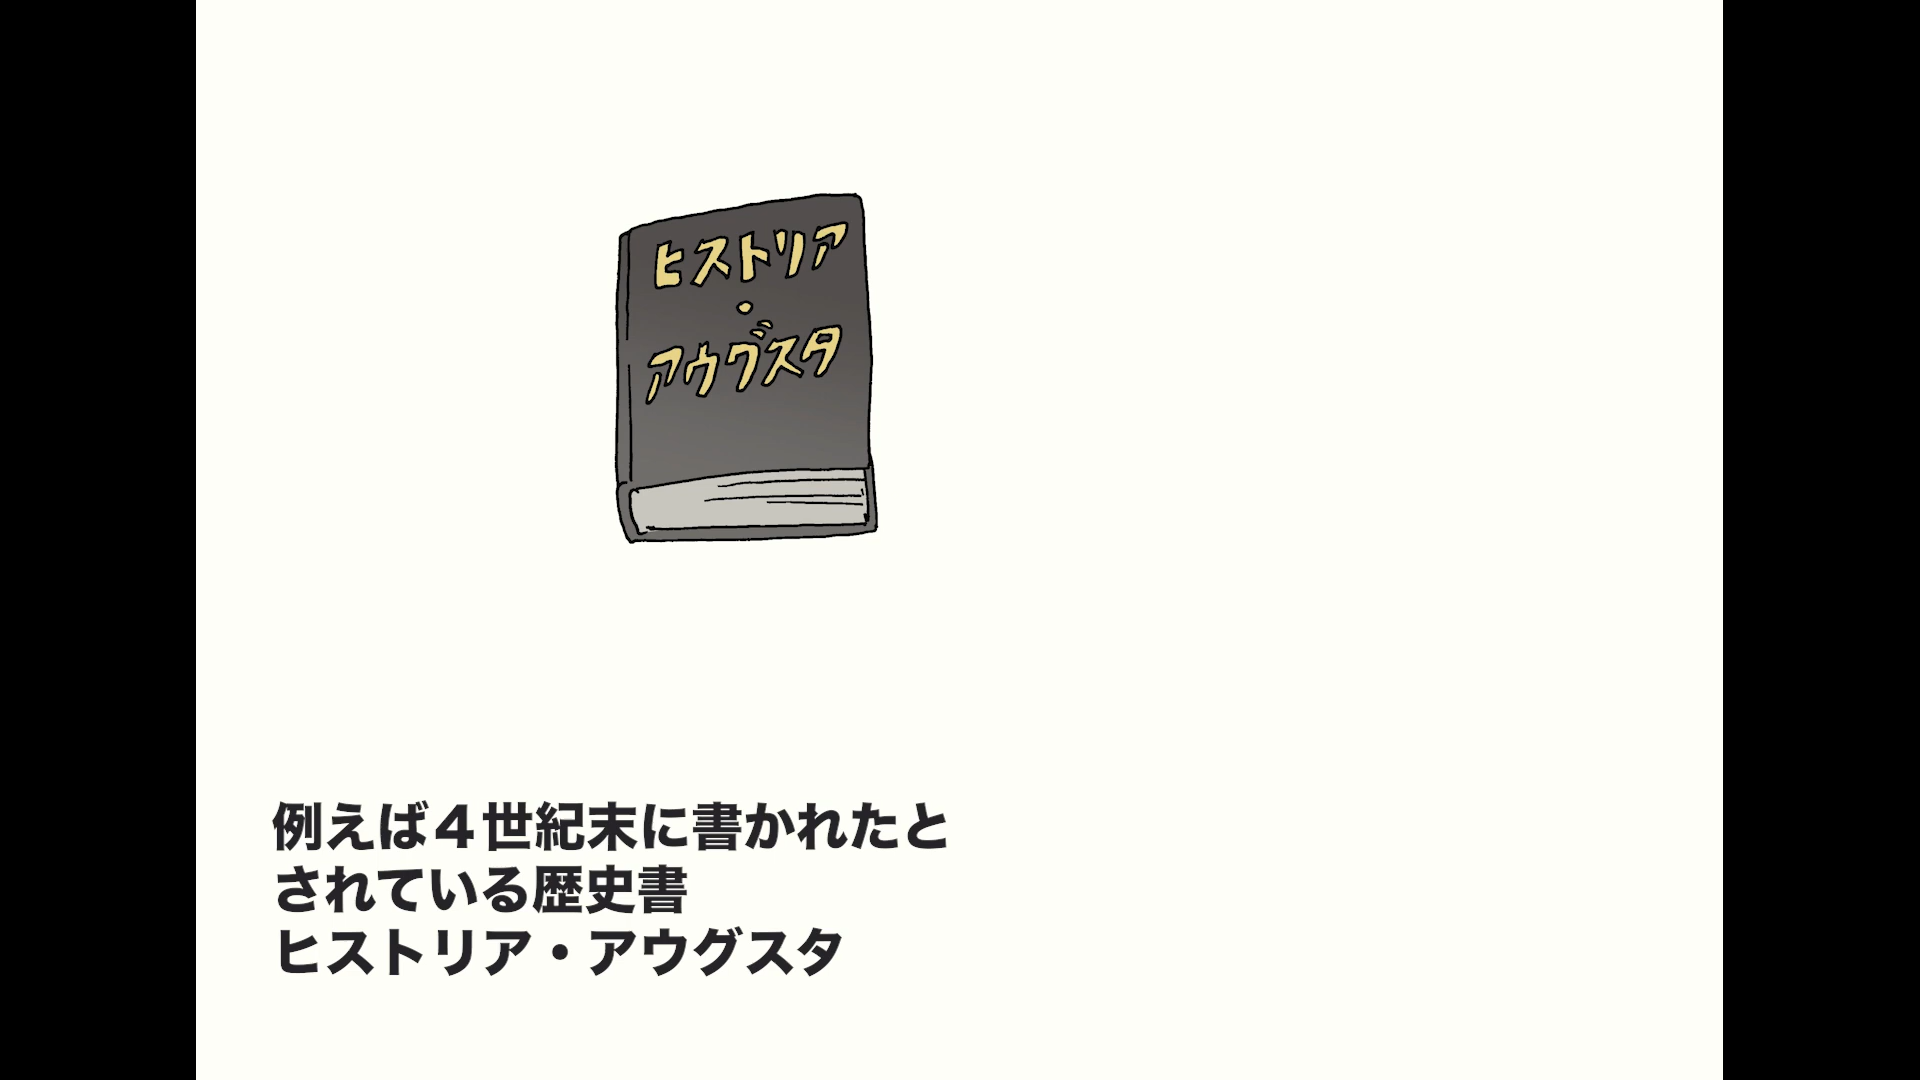 ヒストリア
・
アウグスタ
例えば４世紀末に書かれたと
されている歴史書
ヒストリア・アウグスタ